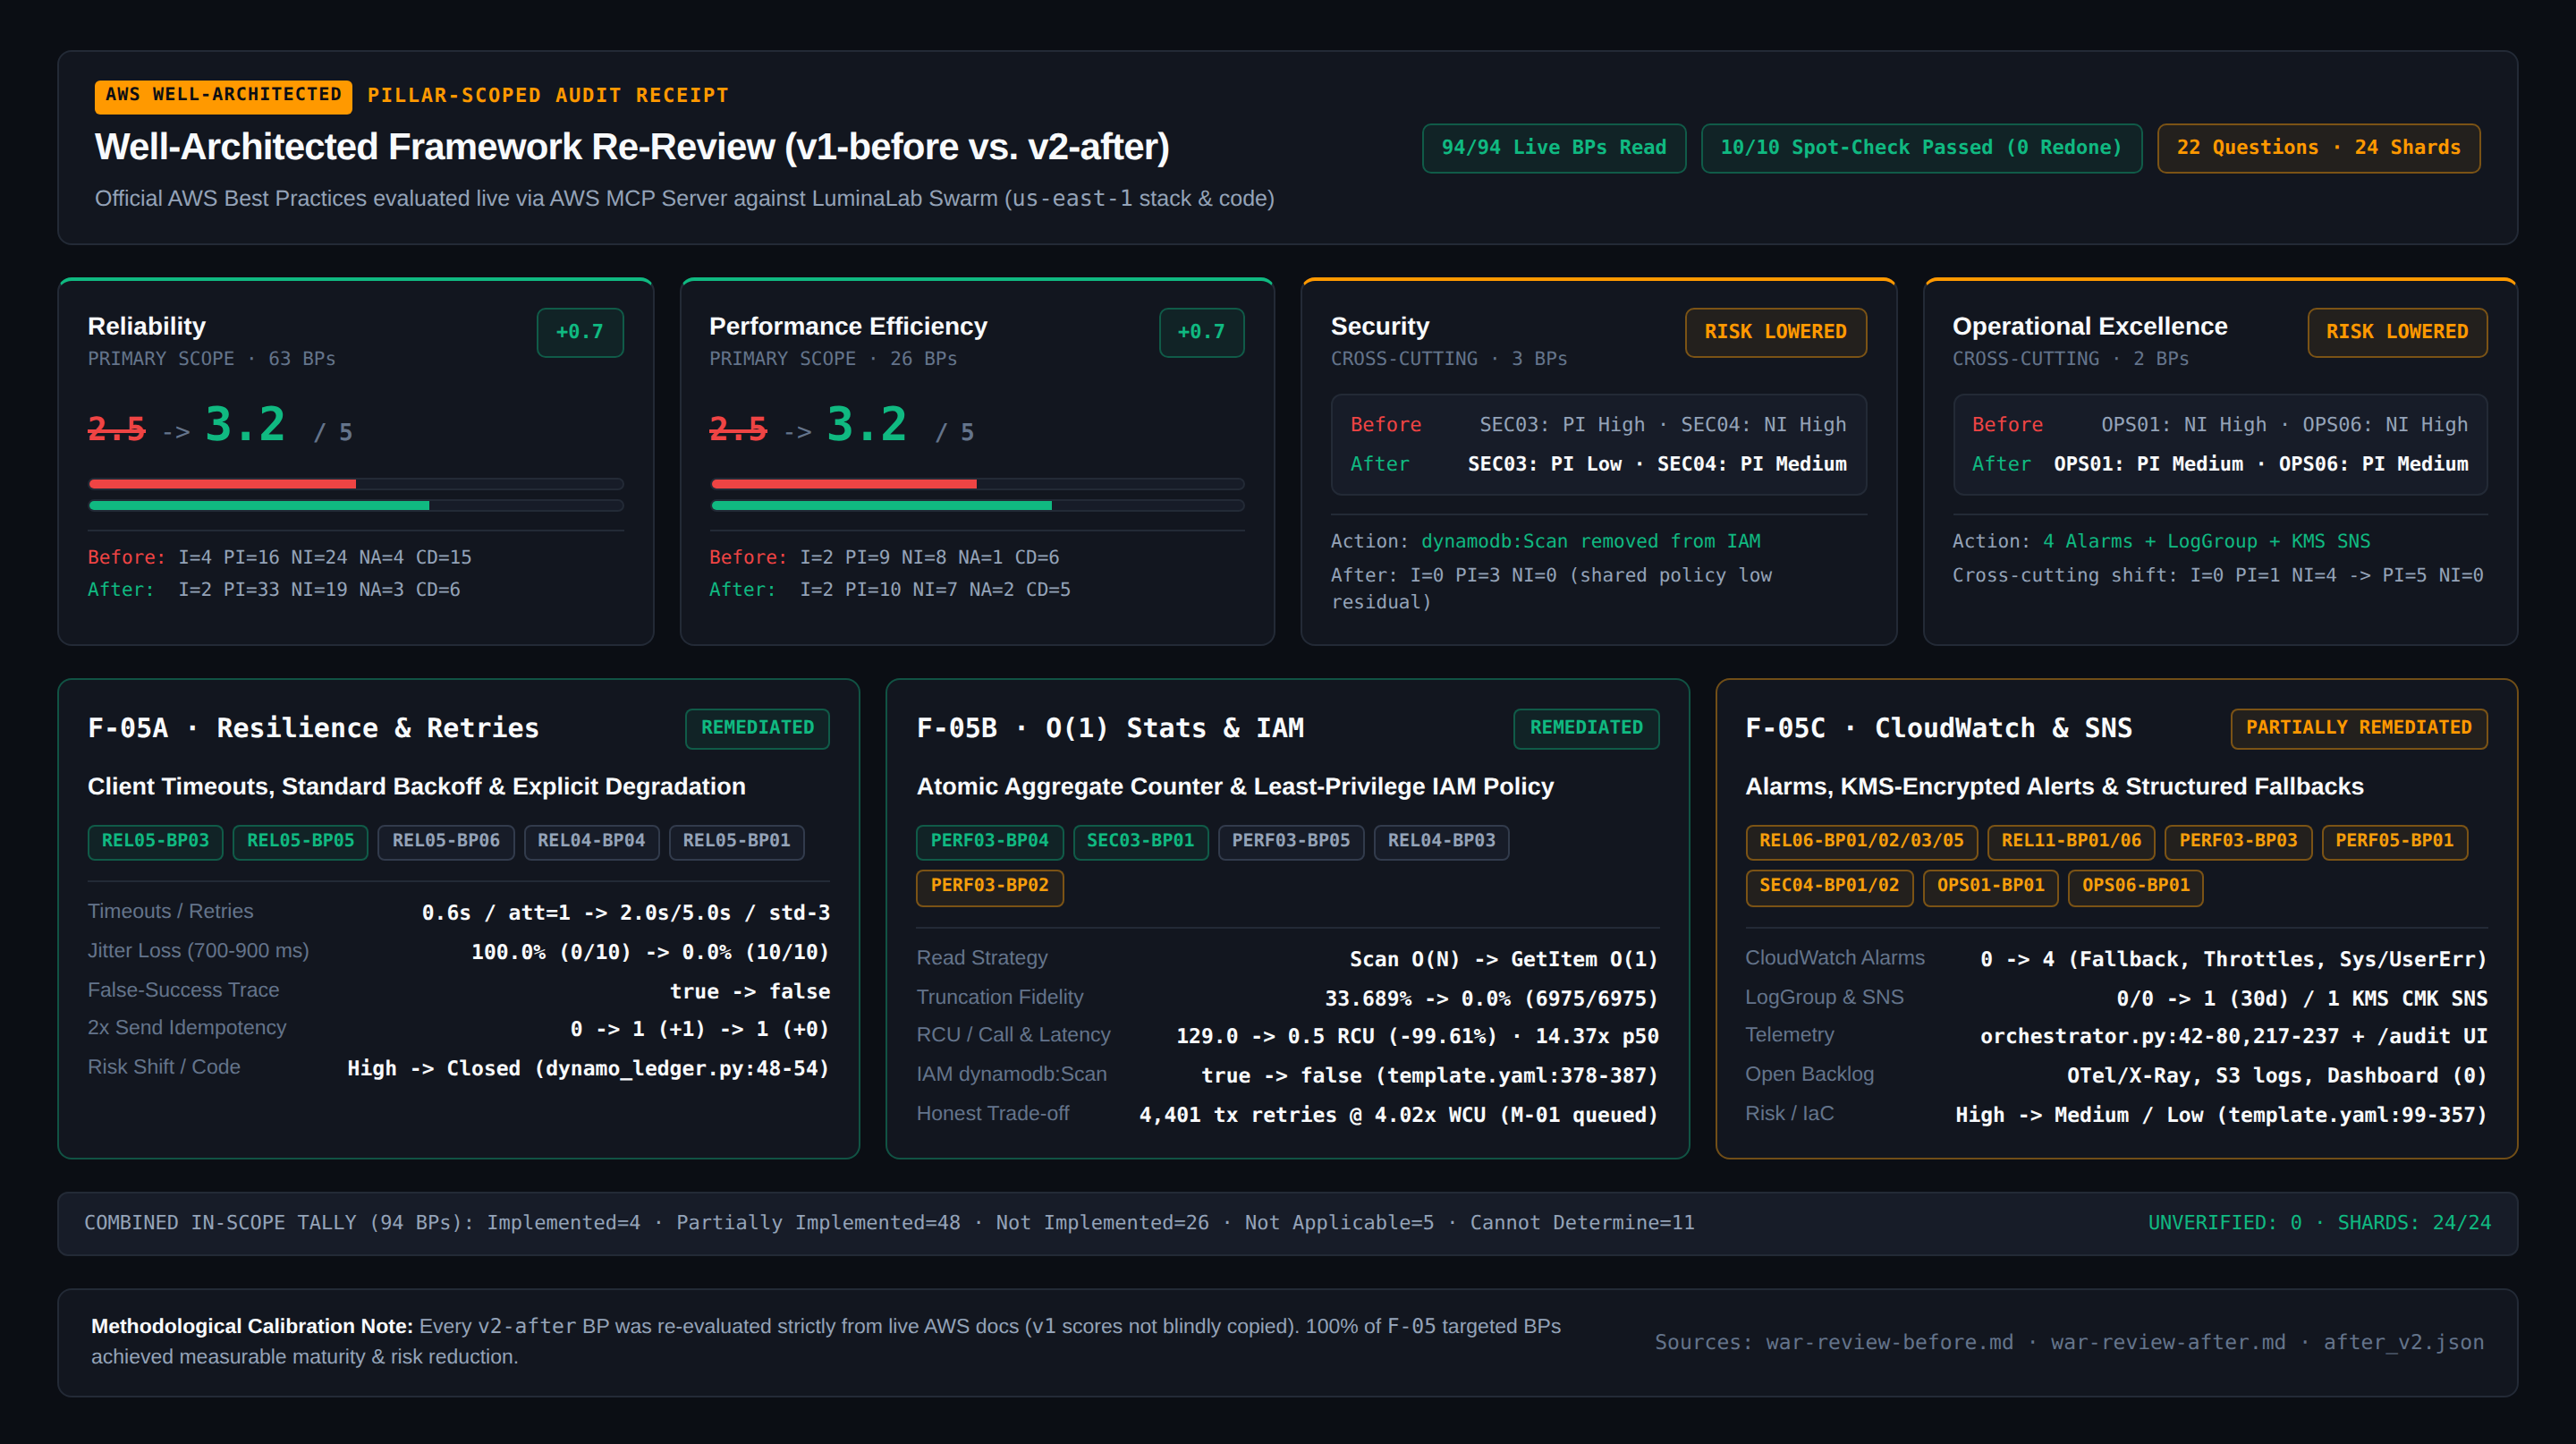 AWS WELL-ARCHITECTED PILLAR-SCOPED AUDIT RECEIPT
Well-Architected Framework Re-Review (v1-before vs. v2-after)
Official AWS Best Practices evaluated live via AWS MCP Server against LuminaLab Swarm (us-east-1 stack & code)
94/94 Live BPs Read
10/10 Spot-Check Passed (0 Redone)
22 Questions · 24 Shards
Reliability
PRIMARY SCOPE · 63 BPs
+0.7
2.5 -> 3.2 / 5
Before: I=4 PI=16 NI=24 NA=4 CD=15
After: I=2 PI=33 NI=19 NA=3 CD=6
Performance Efficiency
PRIMARY SCOPE · 26 BPs
+0.7
2.5 -> 3.2 / 5
Before: I=2 PI=9 NI=8 NA=1 CD=6
After: I=2 PI=10 NI=7 NA=2 CD=5
Security
CROSS-CUTTING · 3 BPs
RISK LOWERED
Before SEC03: PI High · SEC04: NI High
After SEC03: PI Low · SEC04: PI Medium
Action: dynamodb:Scan removed from IAM
After: I=0 PI=3 NI=0 (shared policy low
residual)
Operational Excellence
CROSS-CUTTING · 2 BPs
RISK LOWERED
Before OPS01: NI High · OPS06: NI High
After OPS01: PI Medium · OPS06: PI Medium
Action: 4 Alarms + LogGroup + KMS SNS
Cross-cutting shift: I=0 PI=1 NI=4 -> PI=5 NI=0
F-05A · Resilience & Retries
REMEDIATED
Client Timeouts, Standard Backoff & Explicit Degradation
REL05-BP03 REL05-BP05 REL05-BP06 REL04-BP04 REL05-BP01
Timeouts / Retries 0.6s / att=1 -> 2.0s/5.0s / std-3
Jitter Loss (700-900 ms) 100.0% (0/10) -> 0.0% (10/10)
False-Success Trace true -> false
2x Send Idempotency 0 -> 1 (+1) -> 1 (+0)
Risk Shift / Code High -> Closed (dynamo_ledger.py:48-54)
F-05B · O(1) Stats & IAM
REMEDIATED
Atomic Aggregate Counter & Least-Privilege IAM Policy
PERF03-BP04 SEC03-BP01 PERF03-BP05 REL04-BP03
PERF03-BP02
Read Strategy Scan O(N) -> GetItem O(1)
Truncation Fidelity 33.689% -> 0.0% (6975/6975)
RCU / Call & Latency 129.0 -> 0.5 RCU (-99.61%) · 14.37x p50
IAM dynamodb:Scan true -> false (template.yaml:378-387)
Honest Trade-off 4,401 tx retries @ 4.02x WCU (M-01 queued)
F-05C · CloudWatch & SNS
PARTIALLY REMEDIATED
Alarms, KMS-Encrypted Alerts & Structured Fallbacks
REL06-BP01/02/03/05 REL11-BP01/06 PERF03-BP03 PERF05-BP01
SEC04-BP01/02 OPS01-BP01 OPS06-BP01
CloudWatch Alarms 0 -> 4 (Fallback, Throttles, Sys/UserErr)
LogGroup & SNS 0/0 -> 1 (30d) / 1 KMS CMK SNS
Telemetry orchestrator.py:42-80,217-237 + /audit UI
Open Backlog OTel/X-Ray, S3 logs, Dashboard (0)
Risk / IaC High -> Medium / Low (template.yaml:99-357)
COMBINED IN-SCOPE TALLY (94 BPs): Implemented=4 · Partially Implemented=48 · Not Implemented=26 · Not Applicable=5 · Cannot Determine=11
UNVERIFIED: 0 · SHARDS: 24/24
Methodological Calibration Note: Every v2-after BP was re-evaluated strictly from live AWS docs (v1 scores not blindly copied). 100% of F-05 targeted BPs
achieved measurable maturity & risk reduction.
Sources: war-review-before.md · war-review-after.md · after_v2.json